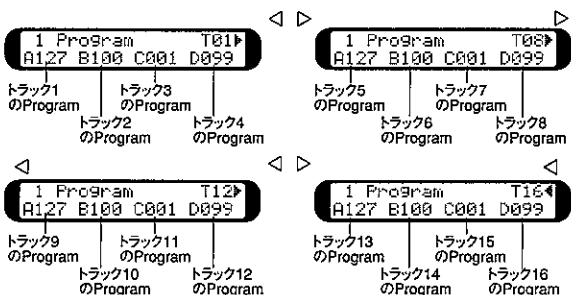 1 Program T01▶
A127 B100 C001 D099
トラック1
のProgram
トラック2
のProgram
トラック3
のProgram
トラック4
のProgram
1 Program T08▶
A127 B100 C001 D099
トラック5
のProgram
トラック6
のProgram
トラック7
のProgram
トラック8
のProgram
1 Program T12▶
A127 B100 C001 D099
トラック9
のProgram
トラック10
のProgram
トラック11
のProgram
トラック12
のProgram
1 Program T16◀
A127 B100 C001 D099
トラック13
のProgram
トラック14
のProgram
トラック15
のProgram
トラック16
のProgram